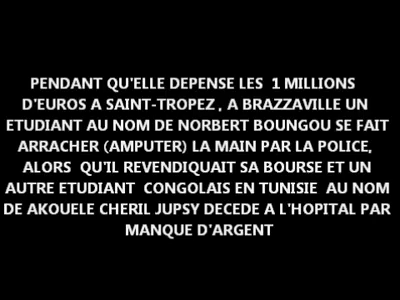 PENDANT QU'ELLE DEPENSE LES 1 MILLIONS
D'EUROS A SAINT-TROPEZ , A BRAZZAVILLE UN
ETUDIANT AU NOM DE NORBERT BOUNGOU SE FAIT
ARRACHER (AMPUTER) LA MAIN PAR LA POLICE,
ALORS QU'IL REVENDIQUAIT SA BOURSE ET UN
AUTRE ETUDIANT CONGOLAIS EN TUNISIE AU NOM
DE AKOUELE CHERIL JUPSY DECEDE A L'HOPITAL PAR
MANQUE D'ARGENT